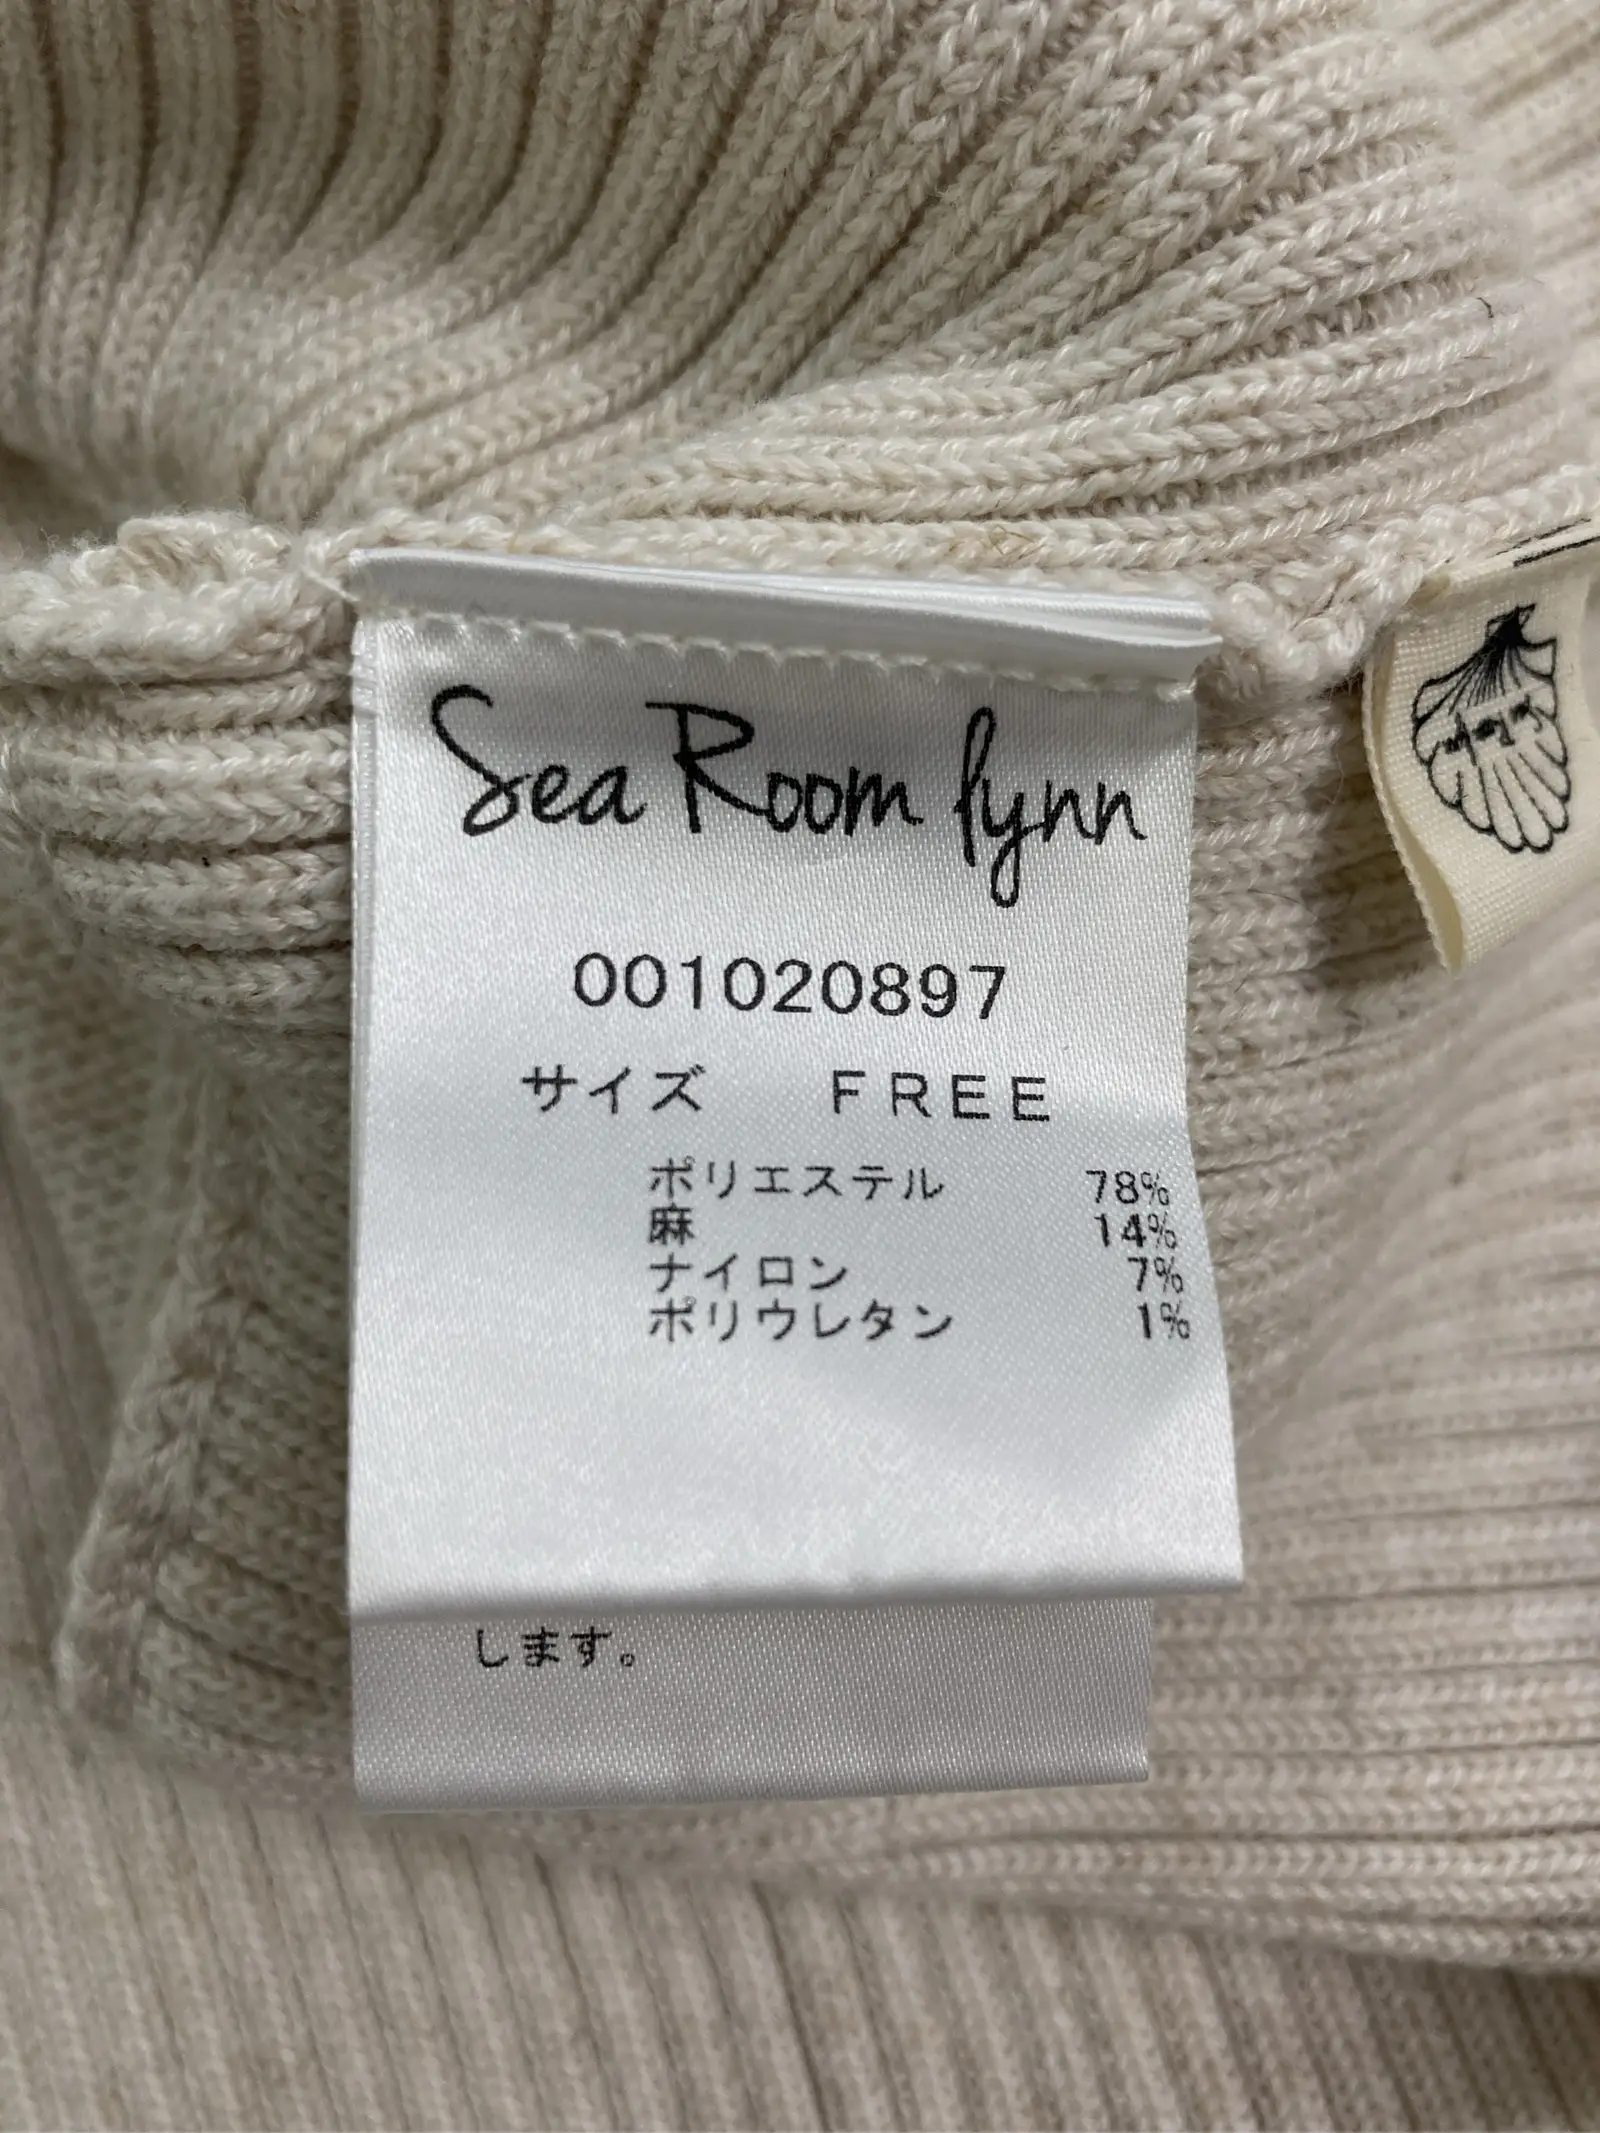 Sea Room lynn
001020897
サイズ FREE
ポリエステル 78%
麻 14%
ナイロン 7%
ポリウレタン 1%
します。